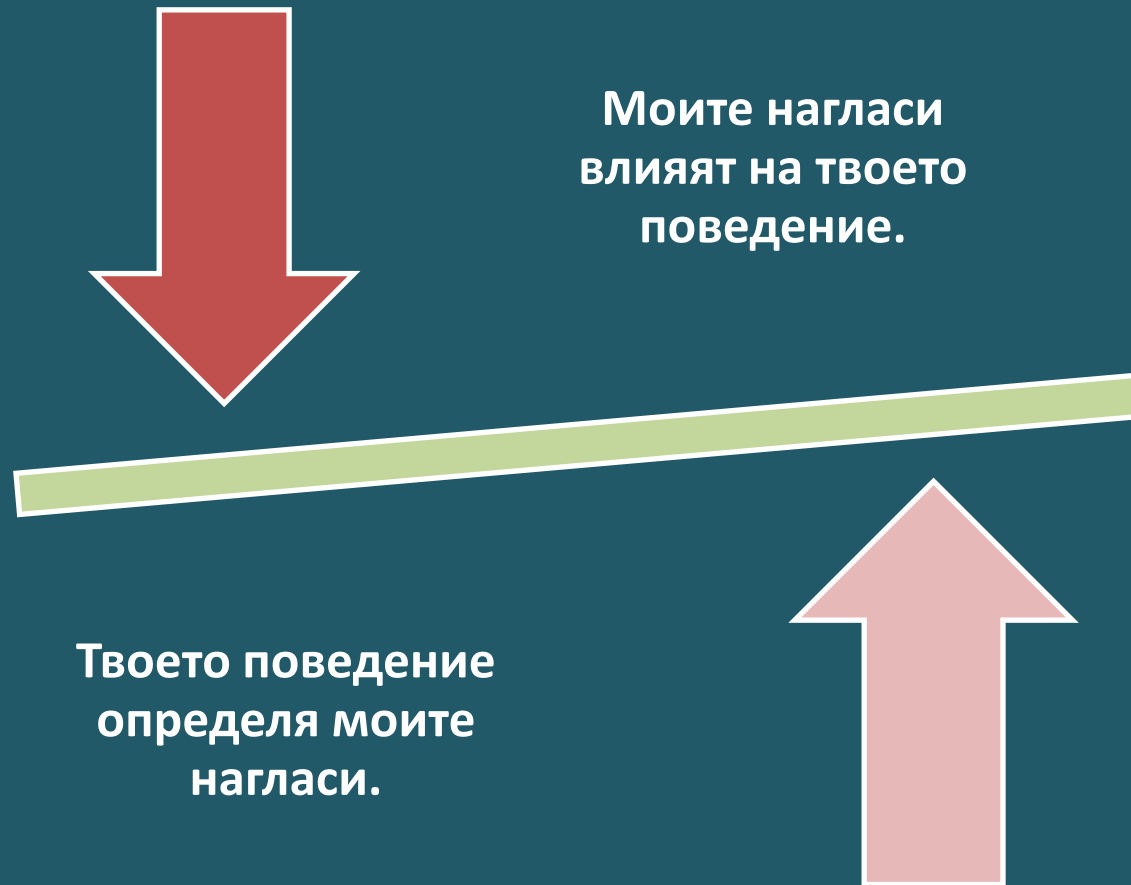 Моите нагласи
влияят на твоето
поведение.
Твоето поведение
определя моите
нагласи.